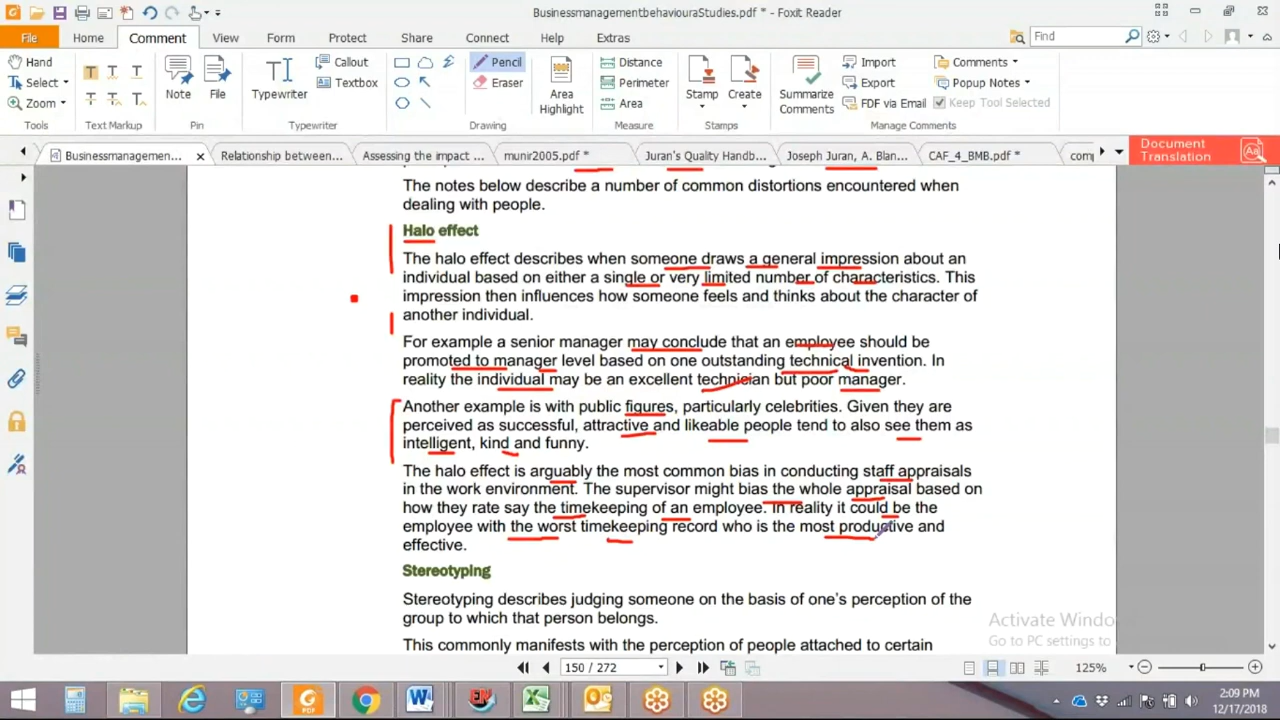 BusinessmanagementbehaviouraStudies.pdf * - Foxit Reader
File Home Comment View Form Protect Share Connect Help Extras Find
Hand
Select
Zoom
Tools
Text Markup
Note
File
Pin
Typewriter
Callout
Textbox
Typewriter
Pencil
Eraser
Drawing
Area Highlight
Distance
Perimeter
Area
Measure
Stamp
Create
Stamps
Summarize Comments
Import
Export
FDF via Email
Comments
Popup Notes
Keep Tool Selected
Manage Comments
Businessmanagemen... Relationship between... Assessing the impact ... munir2005.pdf * Juran's Quality Handb... Joseph Juran, A. Blan... CAF_4_BMB.pdf * comp
Document Translation
The notes below describe a number of common distortions encountered when
dealing with people.
Halo effect
The halo effect describes when someone draws a general impression about an
individual based on either a single or very limited number of characteristics. This
impression then influences how someone feels and thinks about the character of
another individual.
For example a senior manager may conclude that an employee should be
promoted to manager level based on one outstanding technical invention. In
reality the individual may be an excellent technician but poor manager.
Another example is with public figures, particularly celebrities. Given they are
perceived as successful, attractive and likeable people tend to also see them as
intelligent, kind and funny.
The halo effect is arguably the most common bias in conducting staff appraisals
in the work environment. The supervisor might bias the whole appraisal based on
how they rate say the timekeeping of an employee. In reality it could be the
employee with the worst timekeeping record who is the most productive and
effective.
Stereotyping
Stereotyping describes judging someone on the basis of one's perception of the
group to which that person belongs.
This commonly manifests with the perception of people attached to certain
Activate Windo
Go to PC settings to
150 / 272
125%
2:09 PM
12/17/2018